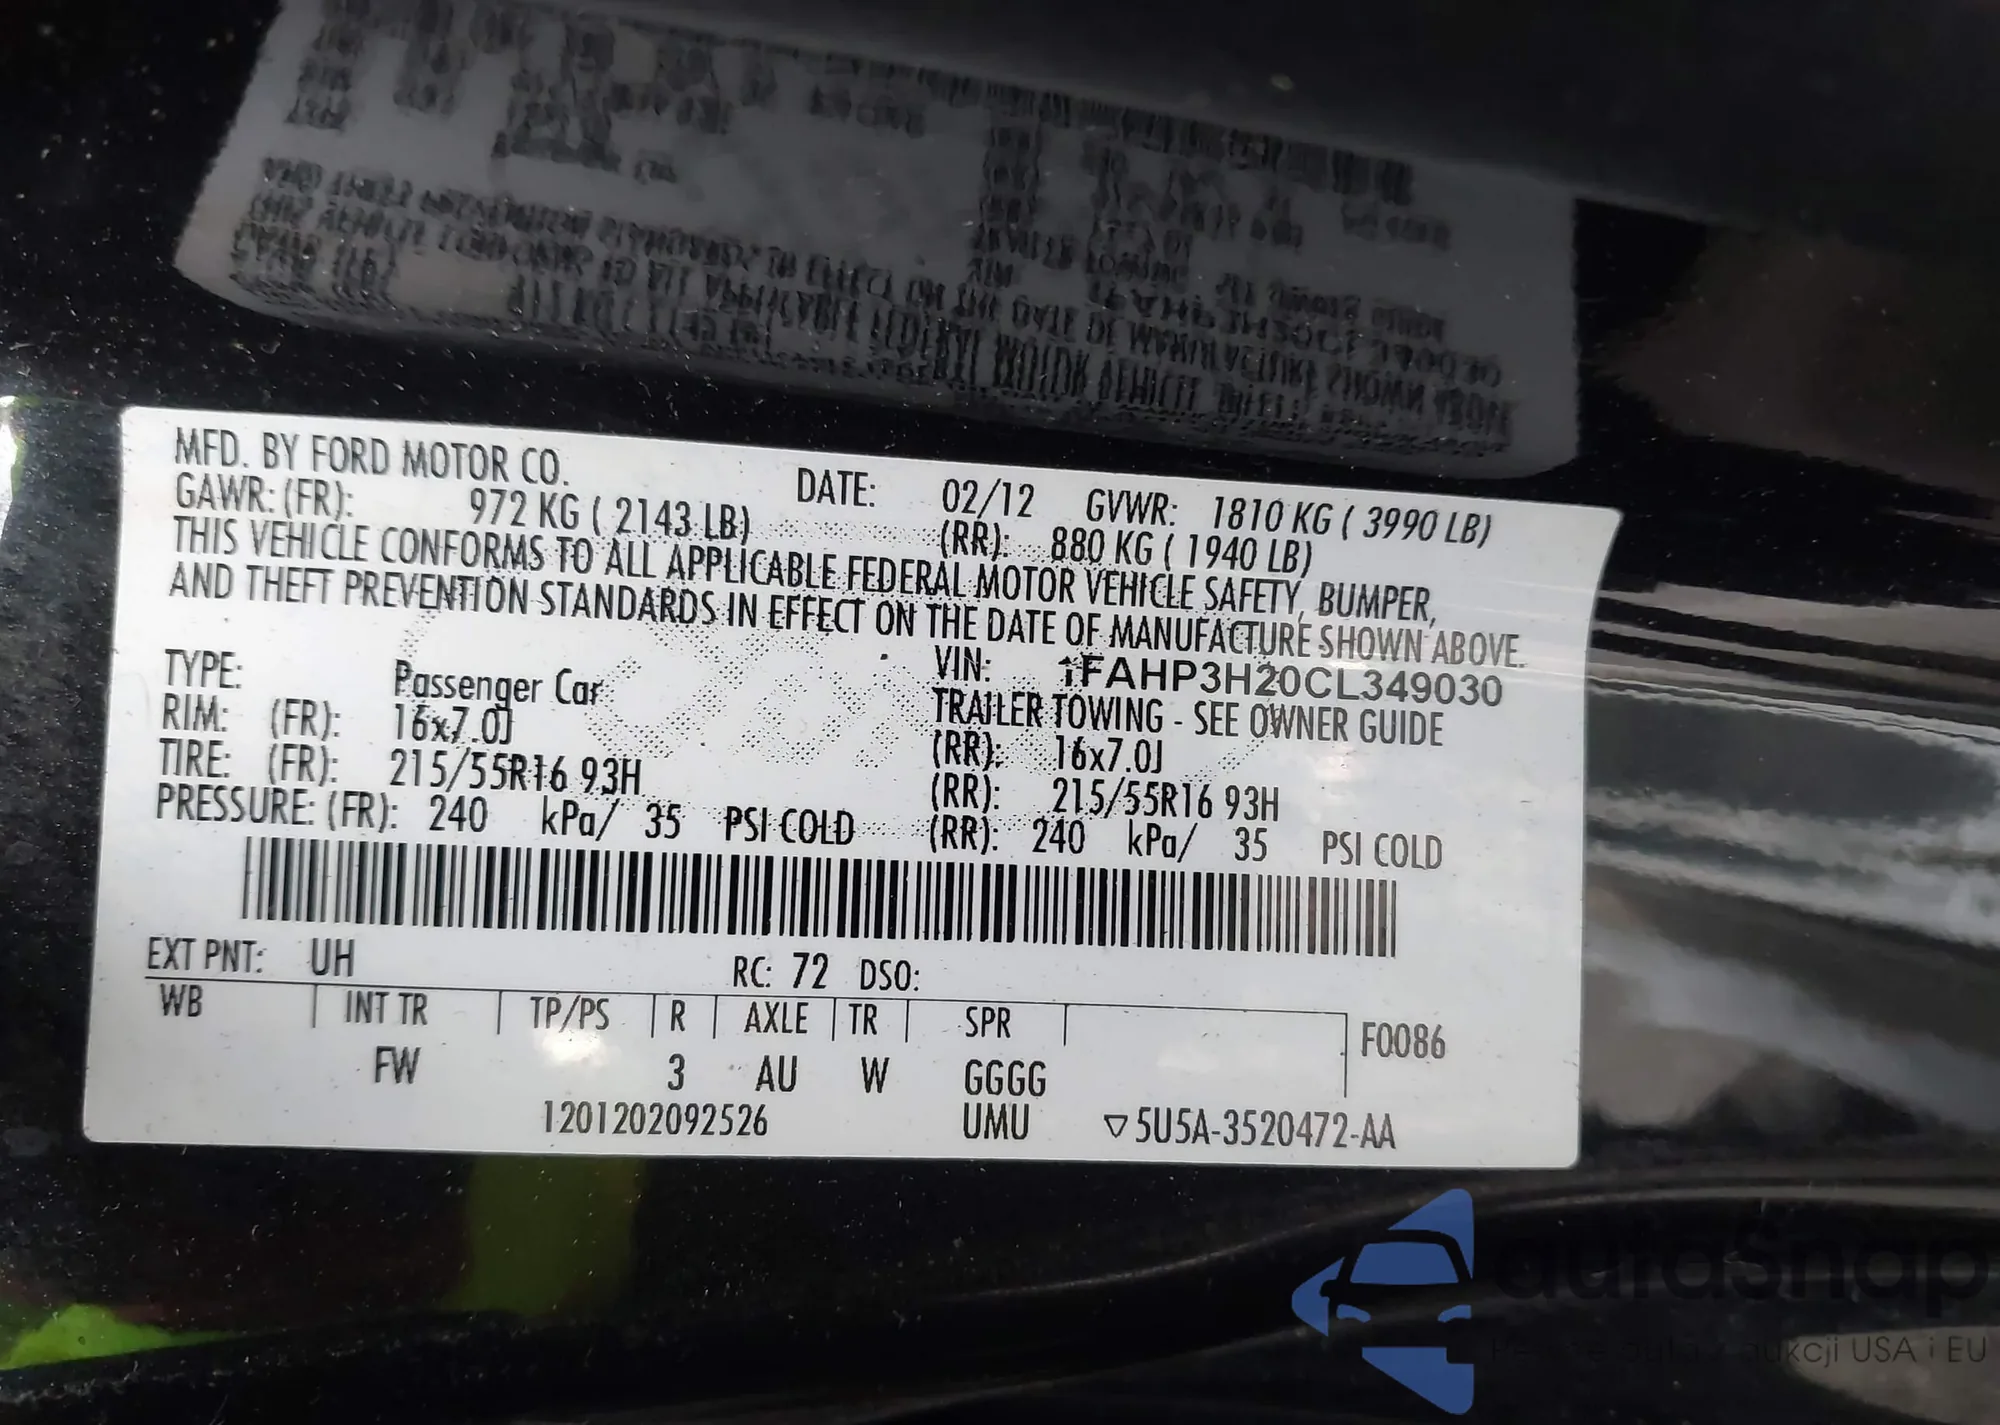 MFD. BY FORD MOTOR CO. DATE: 02/12 GVWR: 1810 KG ( 3990 LB)
GAWR: (FR): 972 KG ( 2143 LB) (RR): 880 KG ( 1940 LB)
THIS VEHICLE CONFORMS TO ALL APPLICABLE FEDERAL MOTOR VEHICLE SAFETY, BUMPER,
AND THEFT PREVENTION STANDARDS IN EFFECT ON THE DATE OF MANUFACTURE SHOWN ABOVE.
VIN: 1FAHP3H20CL349030
TYPE: Passenger Car TRAILER TOWING - SEE OWNER GUIDE
RIM: (FR): 16x7.0J (RR): 16x7.0J
TIRE: (FR): 215/55R16 93H (RR): 215/55R16 93H
PRESSURE: (FR): 240 kPa/ 35 PSI COLD (RR): 240 kPa/ 35 PSI COLD
EXT PNT: UH RC: 72 DSO:
WB INT TR TP/PS R AXLE TR SPR F0086
FW 3 AU W GGGG
1201202092526 UMU ▽5U5A-3520472-AA
autaSnap
auta z aukcji USA i EU